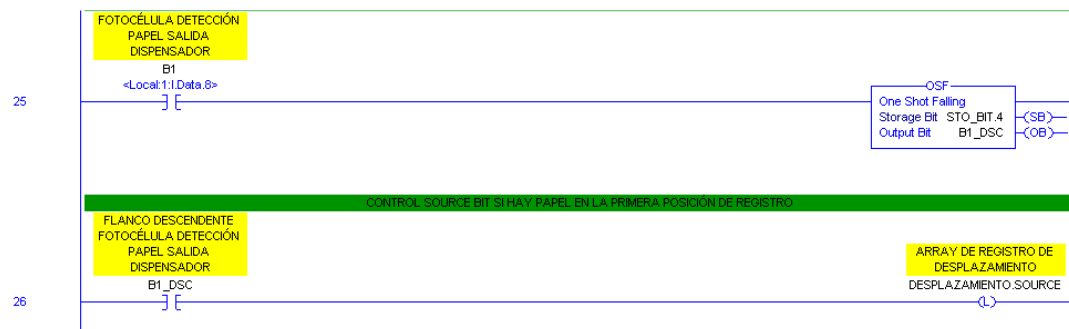 FOTOCÉLULA DETECCIÓN
PAPEL SALIDA
DISPENSADOR
B1
<Local:1:I.Data.8>
25
OSF
One Shot Falling
Storage Bit STO_BIT.4 (SB)
Output Bit B1_DSC (OB)
CONTROL SOURCE BIT SI HAY PAPEL EN LA PRIMERA POSICIÓN DE REGISTRO
FLANCO DESCENDENTE
FOTOCÉLULA DETECCIÓN
PAPEL SALIDA
DISPENSADOR
B1_DSC
ARRAY DE REGISTRO DE
DESPLAZAMIENTO
DESPLAZAMIENTO.SOURCE
26
(L)